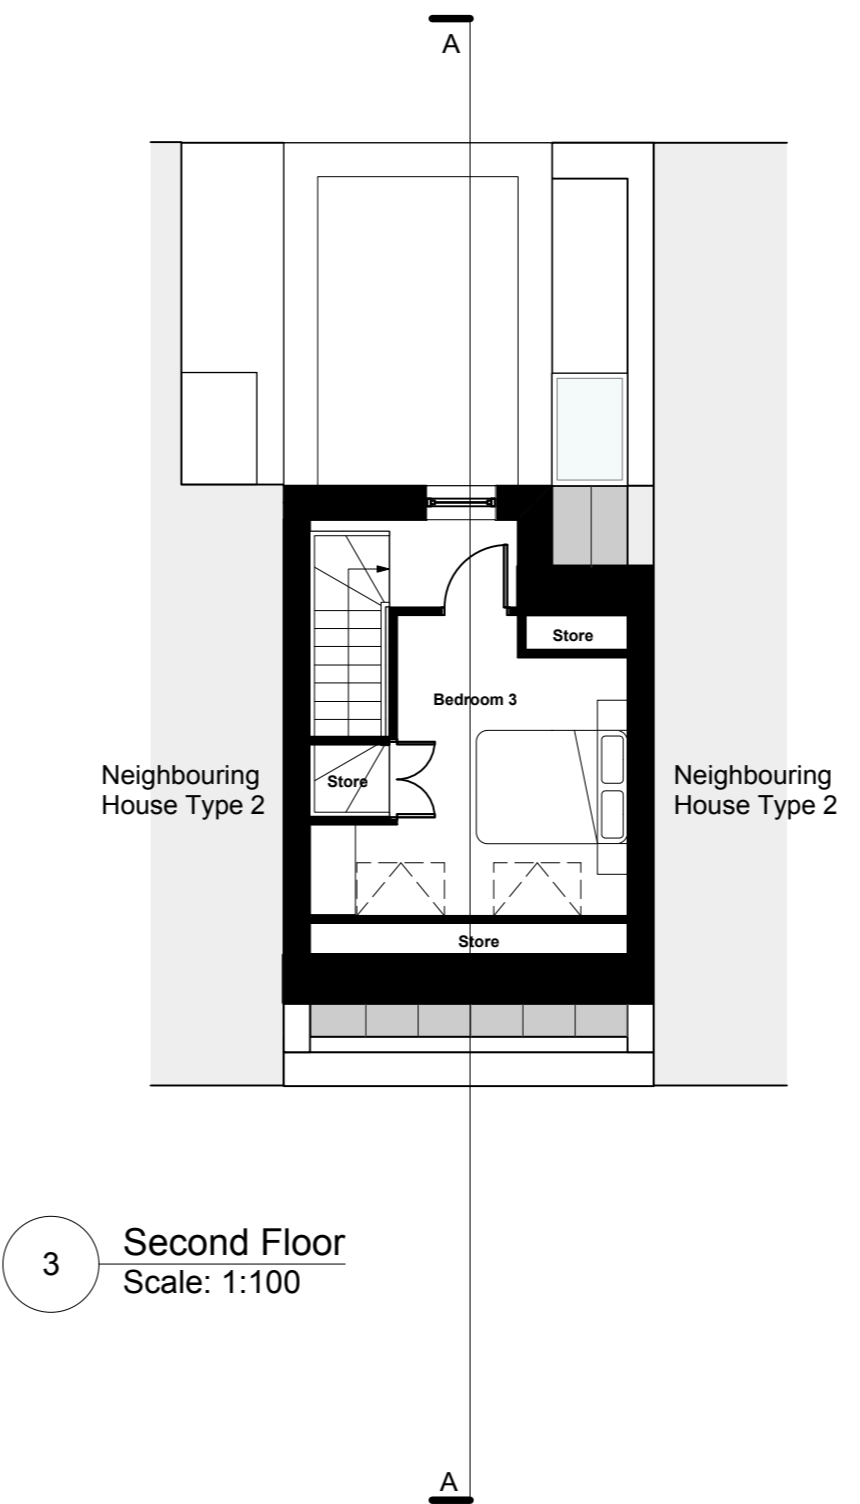 A
Store
Bedroom 3
Store
Neighbouring
House Type 2
Neighbouring
House Type 2
Store
3
Second Floor
Scale: 1:100
A